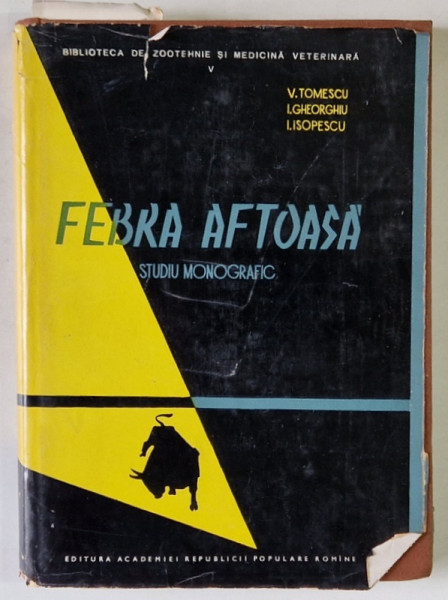 BIBLIOTECA DE ZOOTEHNIE ȘI MEDICINĂ VETERINARĂ
V
V. TOMESCU
I. GHEORGHIU
I. ISOPESCU
FEBRA AFTOASĂ
STUDIU MONOGRAFIC
EDITURA ACADEMIEI REPUBLICII POPULARE ROMÎNE